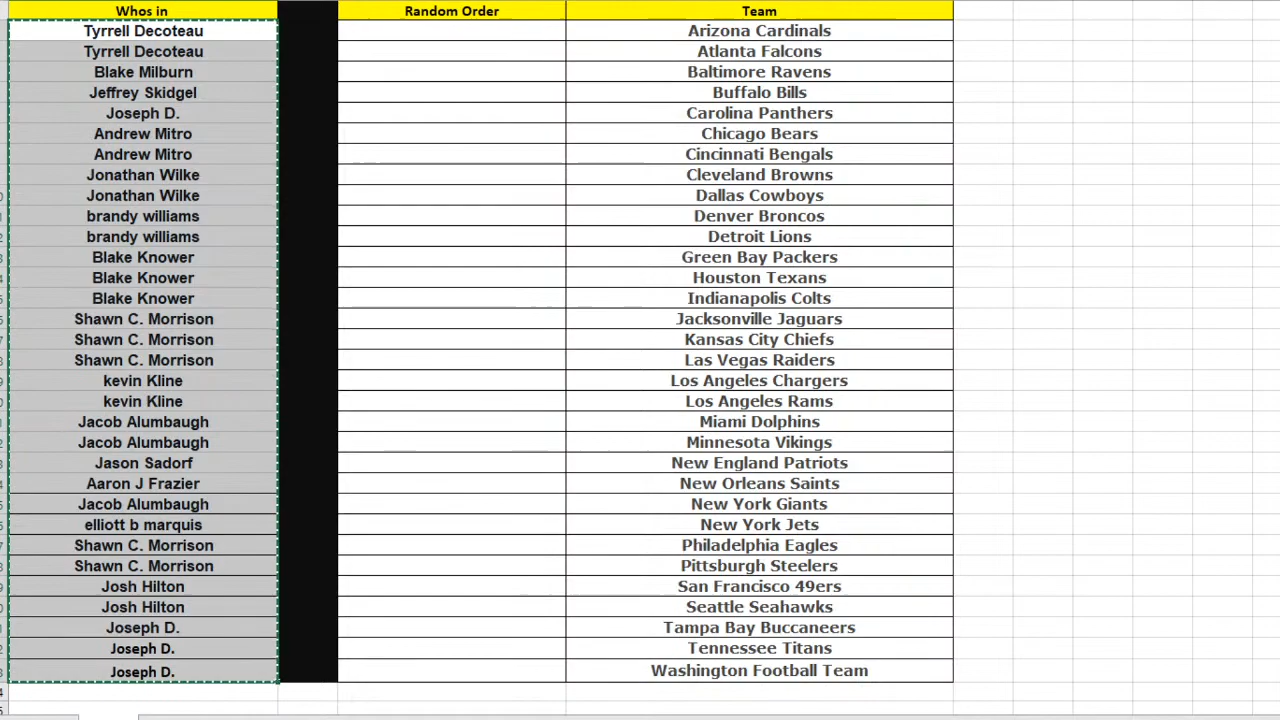 Whos in Random Order Team
Tyrrell Decoteau Arizona Cardinals
Tyrrell Decoteau Atlanta Falcons
Blake Milburn Baltimore Ravens
Jeffrey Skidgel Buffalo Bills
Joseph D. Carolina Panthers
Andrew Mitro Chicago Bears
Andrew Mitro Cincinnati Bengals
Jonathan Wilke Cleveland Browns
Jonathan Wilke Dallas Cowboys
brandy williams Denver Broncos
brandy williams Detroit Lions
Blake Knower Green Bay Packers
Blake Knower Houston Texans
Blake Knower Indianapolis Colts
Shawn C. Morrison Jacksonville Jaguars
Shawn C. Morrison Kansas City Chiefs
Shawn C. Morrison Las Vegas Raiders
kevin Kline Los Angeles Chargers
kevin Kline Los Angeles Rams
Jacob Alumbaugh Miami Dolphins
Jacob Alumbaugh Minnesota Vikings
Jason Sadorf New England Patriots
Aaron J Frazier New Orleans Saints
Jacob Alumbaugh New York Giants
elliott b marquis New York Jets
Shawn C. Morrison Philadelphia Eagles
Shawn C. Morrison Pittsburgh Steelers
Josh Hilton San Francisco 49ers
Josh Hilton Seattle Seahawks
Joseph D. Tampa Bay Buccaneers
Joseph D. Tennessee Titans
Joseph D. Washington Football Team